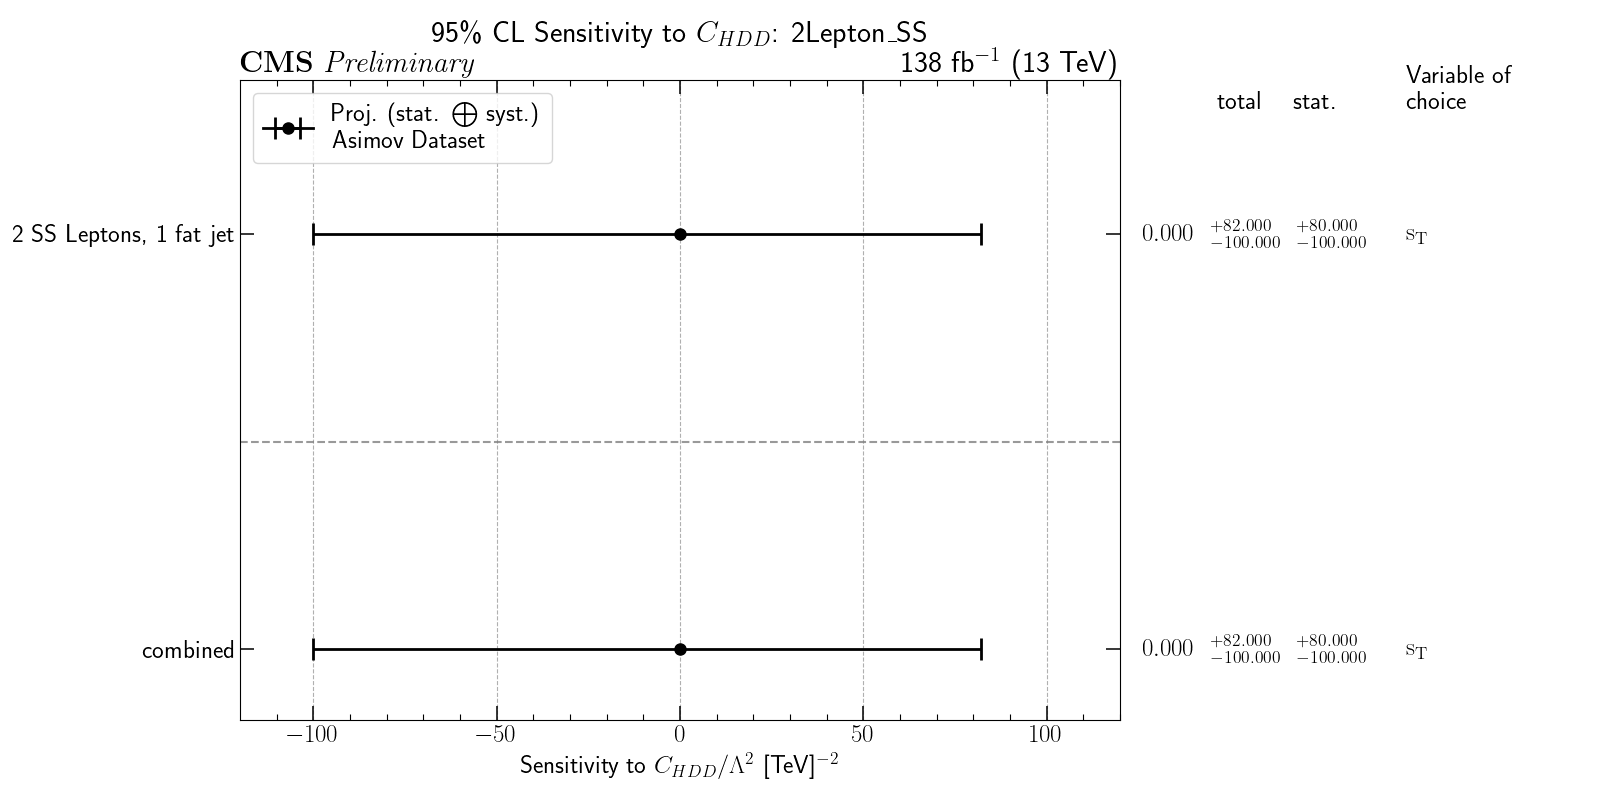 95% CL Sensitivity to C_{HDD}: 2Lepton_SS
CMS Preliminary
138 fb^{−1} (13 TeV)
Variable of
choice
total
stat.
Proj. (stat. ⊕ syst.)
Asimov Dataset
2 SS Leptons, 1 fat jet
0.000 +82.000 −100.000 +80.000 −100.000 s_T
combined
0.000 +82.000 −100.000 +80.000 −100.000 s_T
−100 −50 0 50 100
Sensitivity to C_{HDD}/Λ^2 [TeV]^{−2}